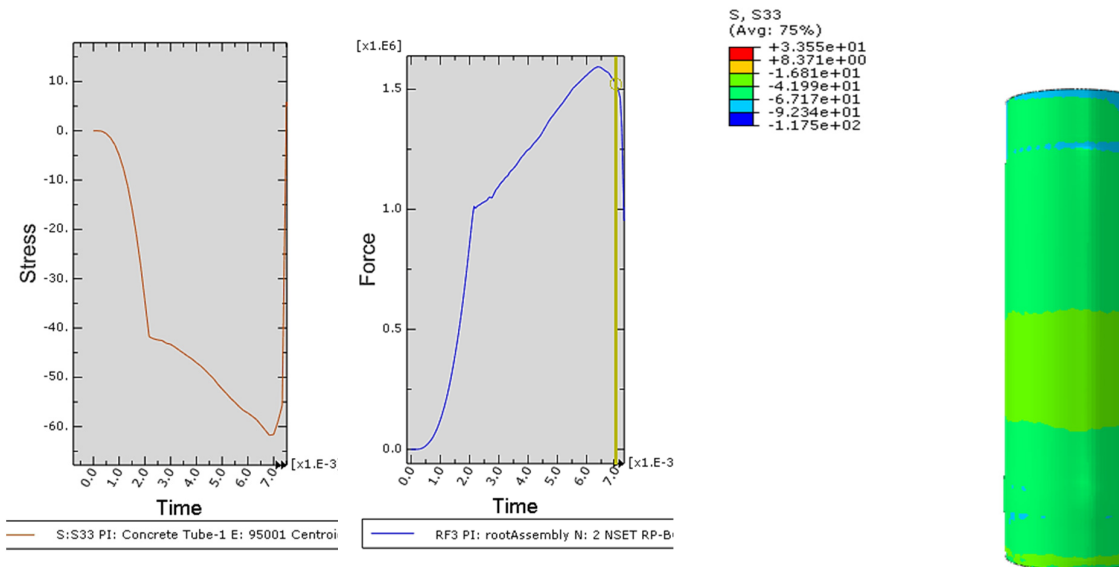 10.
0.
-10.
-20.
-30.
-40.
-50.
-60.
Stress
0.0
1.0
2.0
3.0
4.0
5.0
6.0
7.0
[x1.E-3]
Time
S:S33 PI: Concrete Tube-1 E: 95001 Centroi
[x1.E6]
1.5
1.0
0.5
0.0
Force
0.0
1.0
2.0
3.0
4.0
5.0
6.0
7.0
[x1.E-3]
Time
RF3 PI: rootAssembly N: 2 NSET RP-B
S, S33
(Avg: 75%)
+3.355e+01
+8.371e+00
-1.681e+01
-4.199e+01
-6.717e+01
-9.234e+01
-1.175e+02